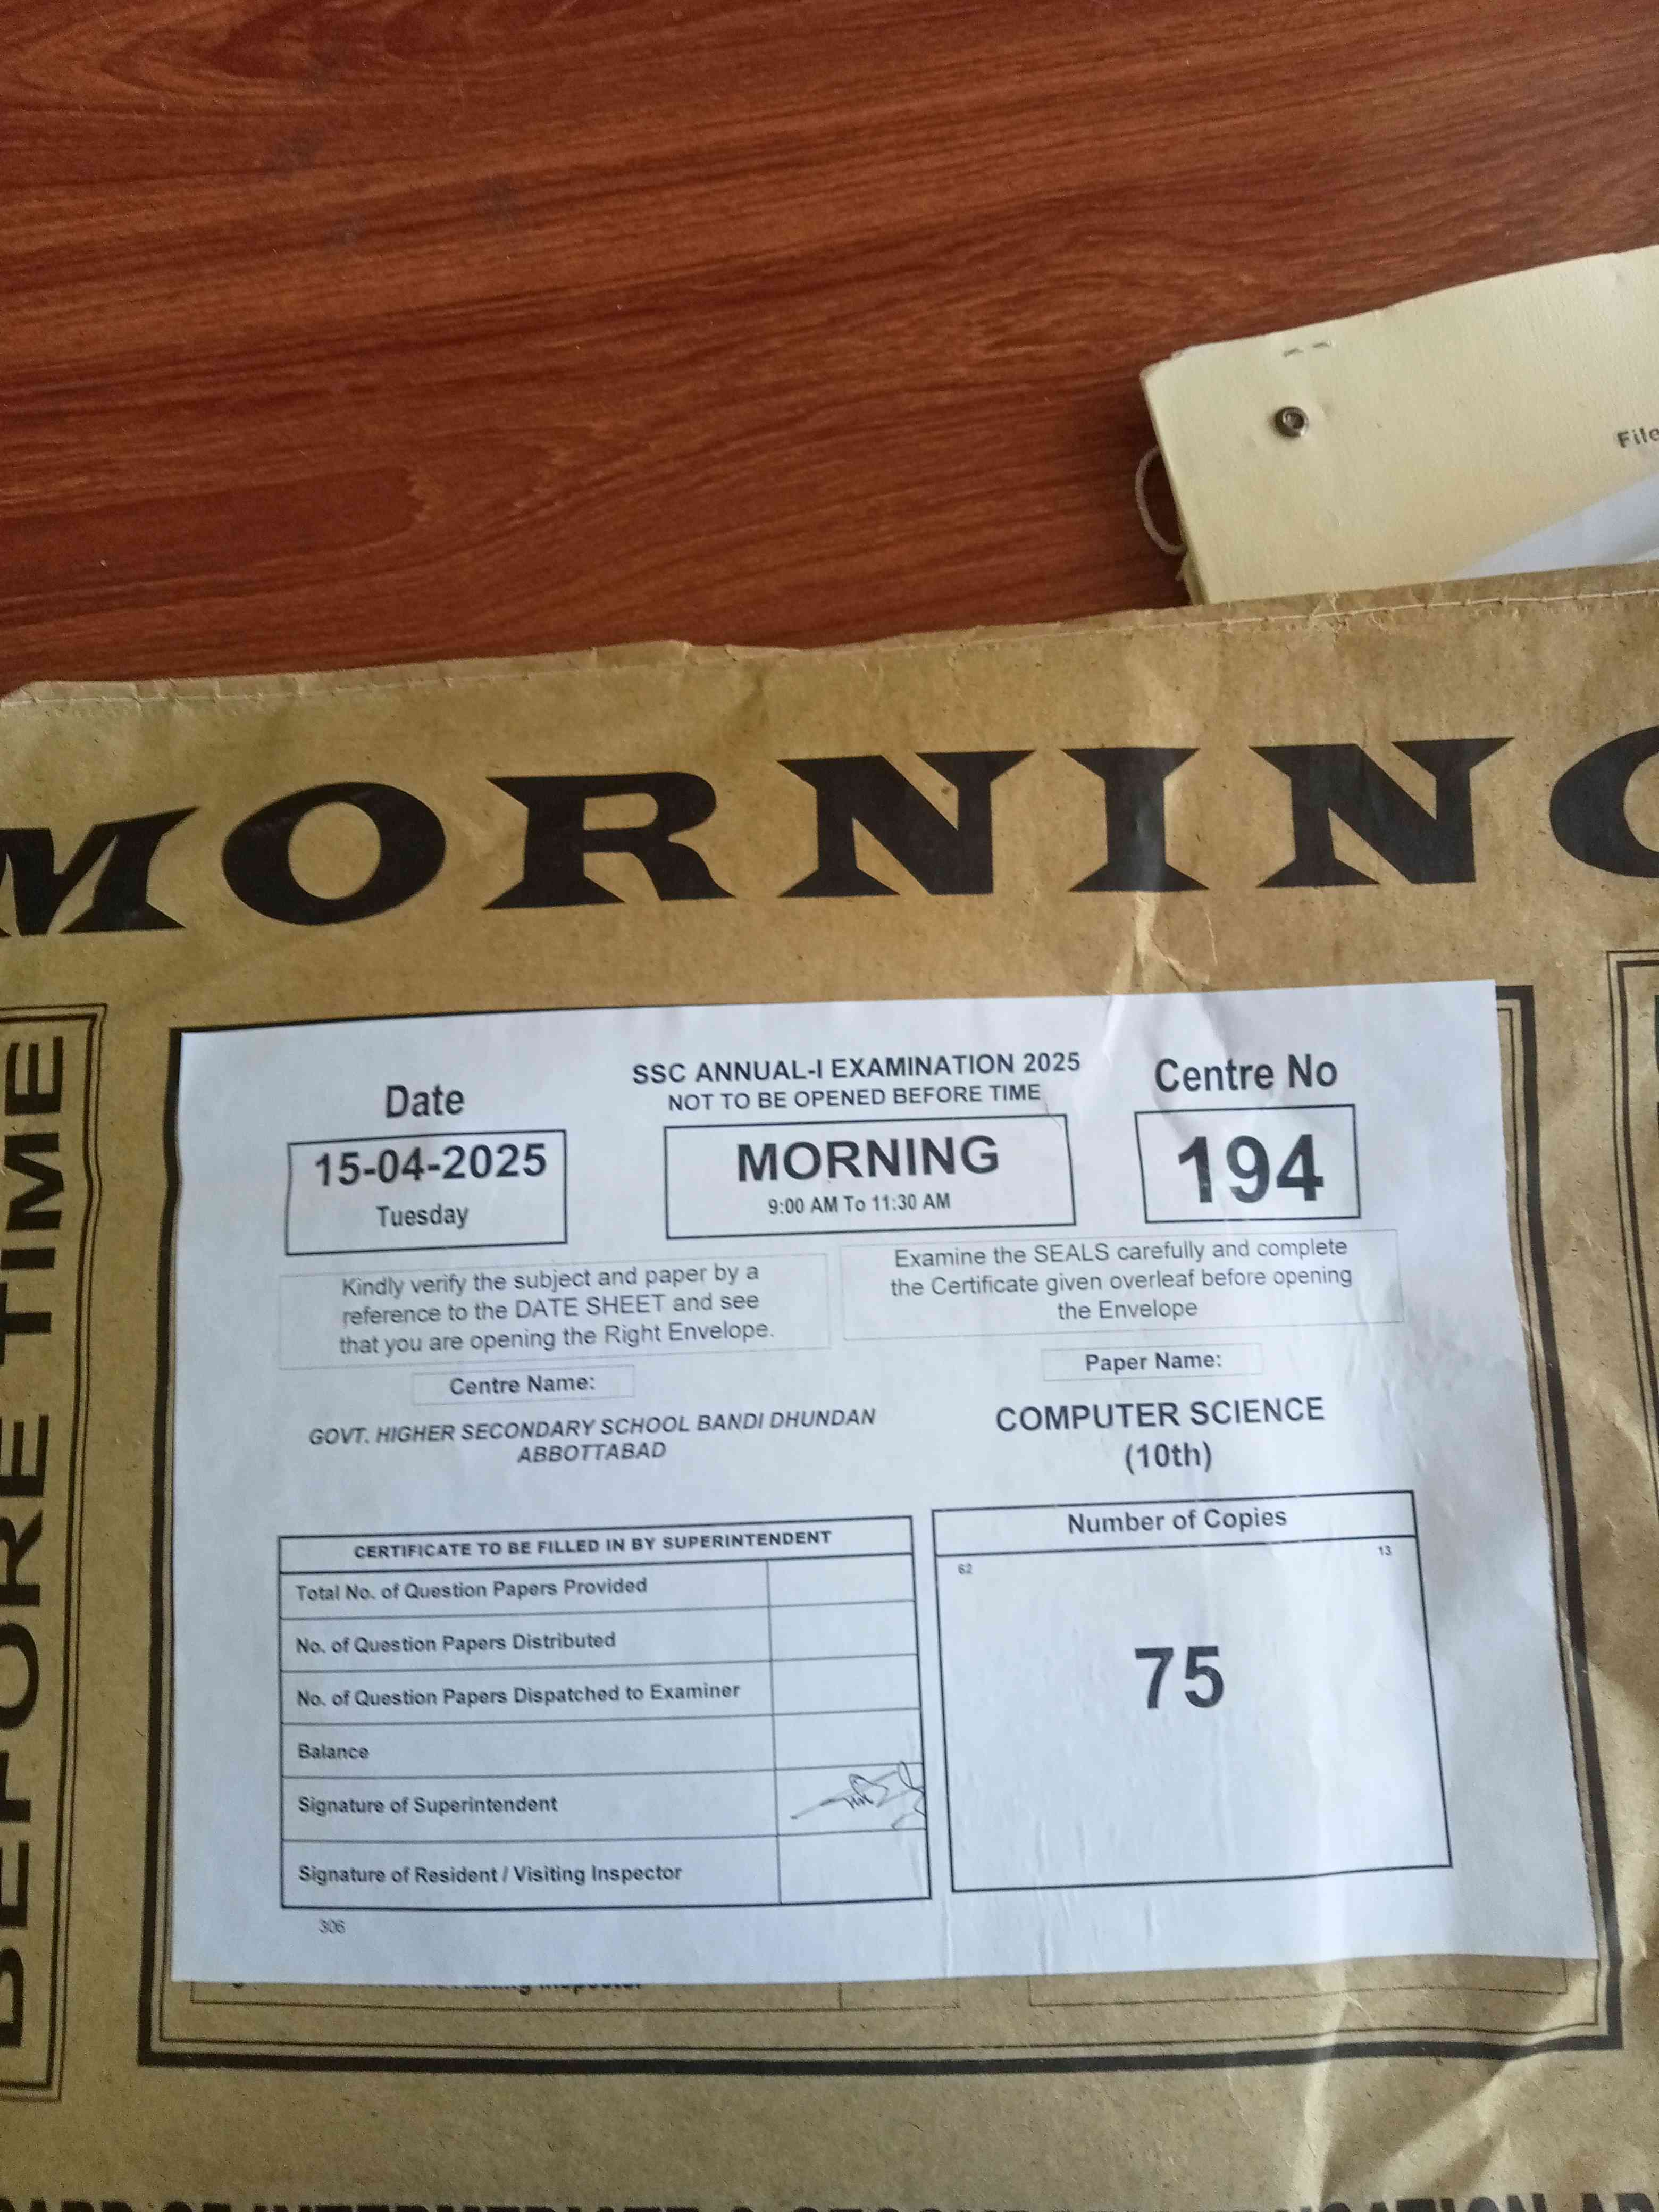 File
MORNING
BEFORE TIME
SSC ANNUAL-I EXAMINATION 2025
NOT TO BE OPENED BEFORE TIME
Date
15-04-2025
Tuesday
MORNING
9:00 AM To 11:30 AM
Centre No
194
Kindly verify the subject and paper by a
reference to the DATE SHEET and see
that you are opening the Right Envelope.
Examine the SEALS carefully and complete
the Certificate given overleaf before opening
the Envelope
Centre Name:
GOVT. HIGHER SECONDARY SCHOOL BANDI DHUNDAN
ABBOTTABAD
Paper Name:
COMPUTER SCIENCE
(10th)
CERTIFICATE TO BE FILLED IN BY SUPERINTENDENT
Total No. of Question Papers Provided
No. of Question Papers Distributed
No. of Question Papers Dispatched to Examiner
Balance
Signature of Superintendent
Signature of Resident / Visiting Inspector
306
Number of Copies
62
13
75